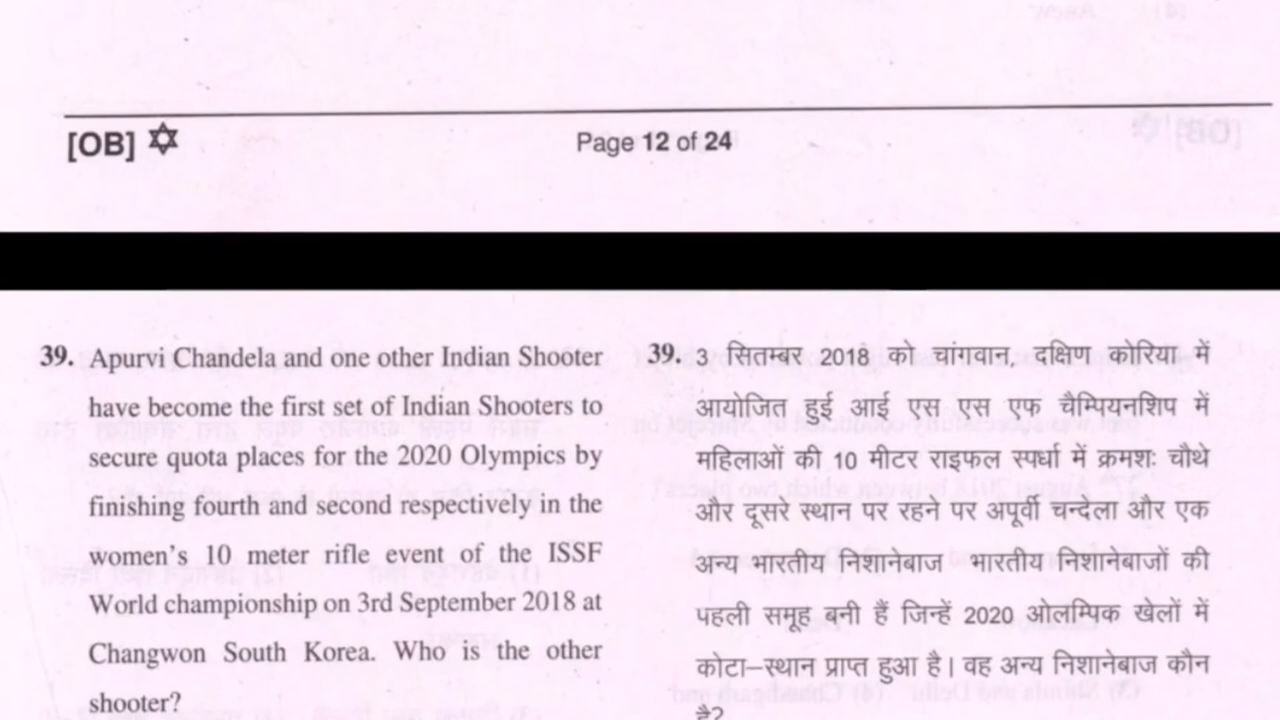 [OB] ✡ Page 12 of 24
39. Apurvi Chandela and one other Indian Shooter
have become the first set of Indian Shooters to
secure quota places for the 2020 Olympics by
finishing fourth and second respectively in the
women's 10 meter rifle event of the ISSF
World championship on 3rd September 2018 at
Changwon South Korea. Who is the other
shooter?
39. 3 सितम्बर 2018 को चांगवान, दक्षिण कोरिया में
आयोजित हुई आई एस एस एफ चैम्पियनशिप में
महिलाओं की 10 मीटर राइफल स्पर्धा में क्रमशः चौथे
और दूसरे स्थान पर रहने पर अपूर्वी चन्देला और एक
अन्य भारतीय निशानेबाज भारतीय निशानेबाजों की
पहली समूह बनी हैं जिन्हें 2020 ओलम्पिक खेलों में
कोटा–स्थान प्राप्त हुआ है। वह अन्य निशानेबाज कौन
है?